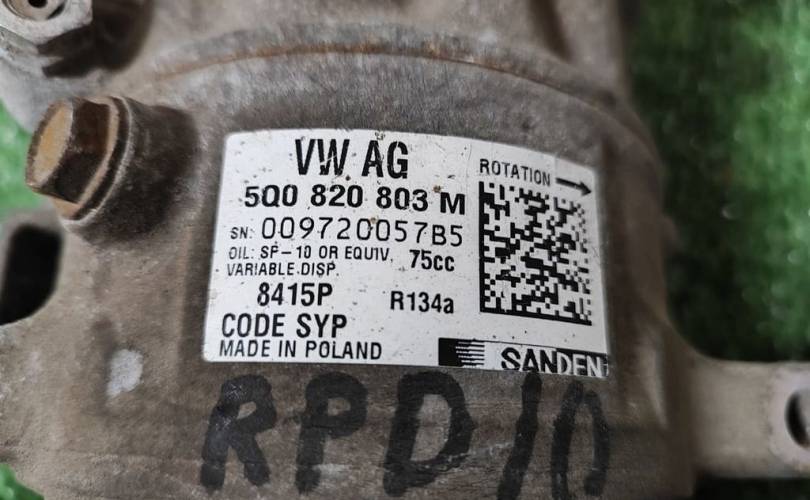 VW AG
ROTATION
5Q0 820 803 M
SN: 009720057B5
OIL: SP-10 OR EQUIV. 75cc
VARIABLE DISP.
8415P R134a
CODE SYP
MADE IN POLAND
SANDEN
RPD10